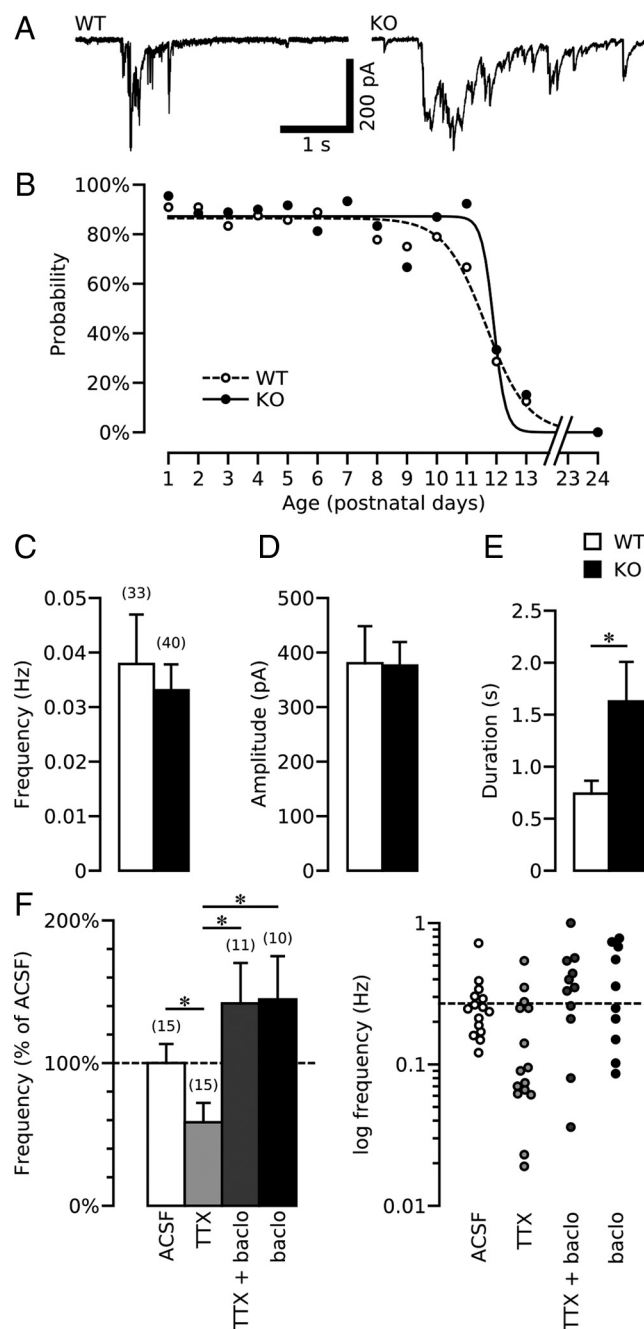 A
WT
KO
200 pA
1 s
B
100%
80%
60%
40%
20%
0%
Probability
WT
KO
1 2 3 4 5 6 7 8 9 10 11 12 13 23 24
Age (postnatal days)
C
D
E
WT
KO
0.05
0.04
0.03
0.02
0.01
0
Frequency (Hz)
(33)
(40)
500
400
300
200
100
0
Amplitude (pA)
2.5
2.0
1.5
1.0
0.5
0
Duration (s)
*
F
200%
100%
0%
Frequency (% of ACSF)
*
*
*
(15)
(15)
(11)
(10)
ACSF
TTX
TTX + baclo
baclo
1
0.1
0.01
log frequency (Hz)
ACSF
TTX
TTX + baclo
baclo